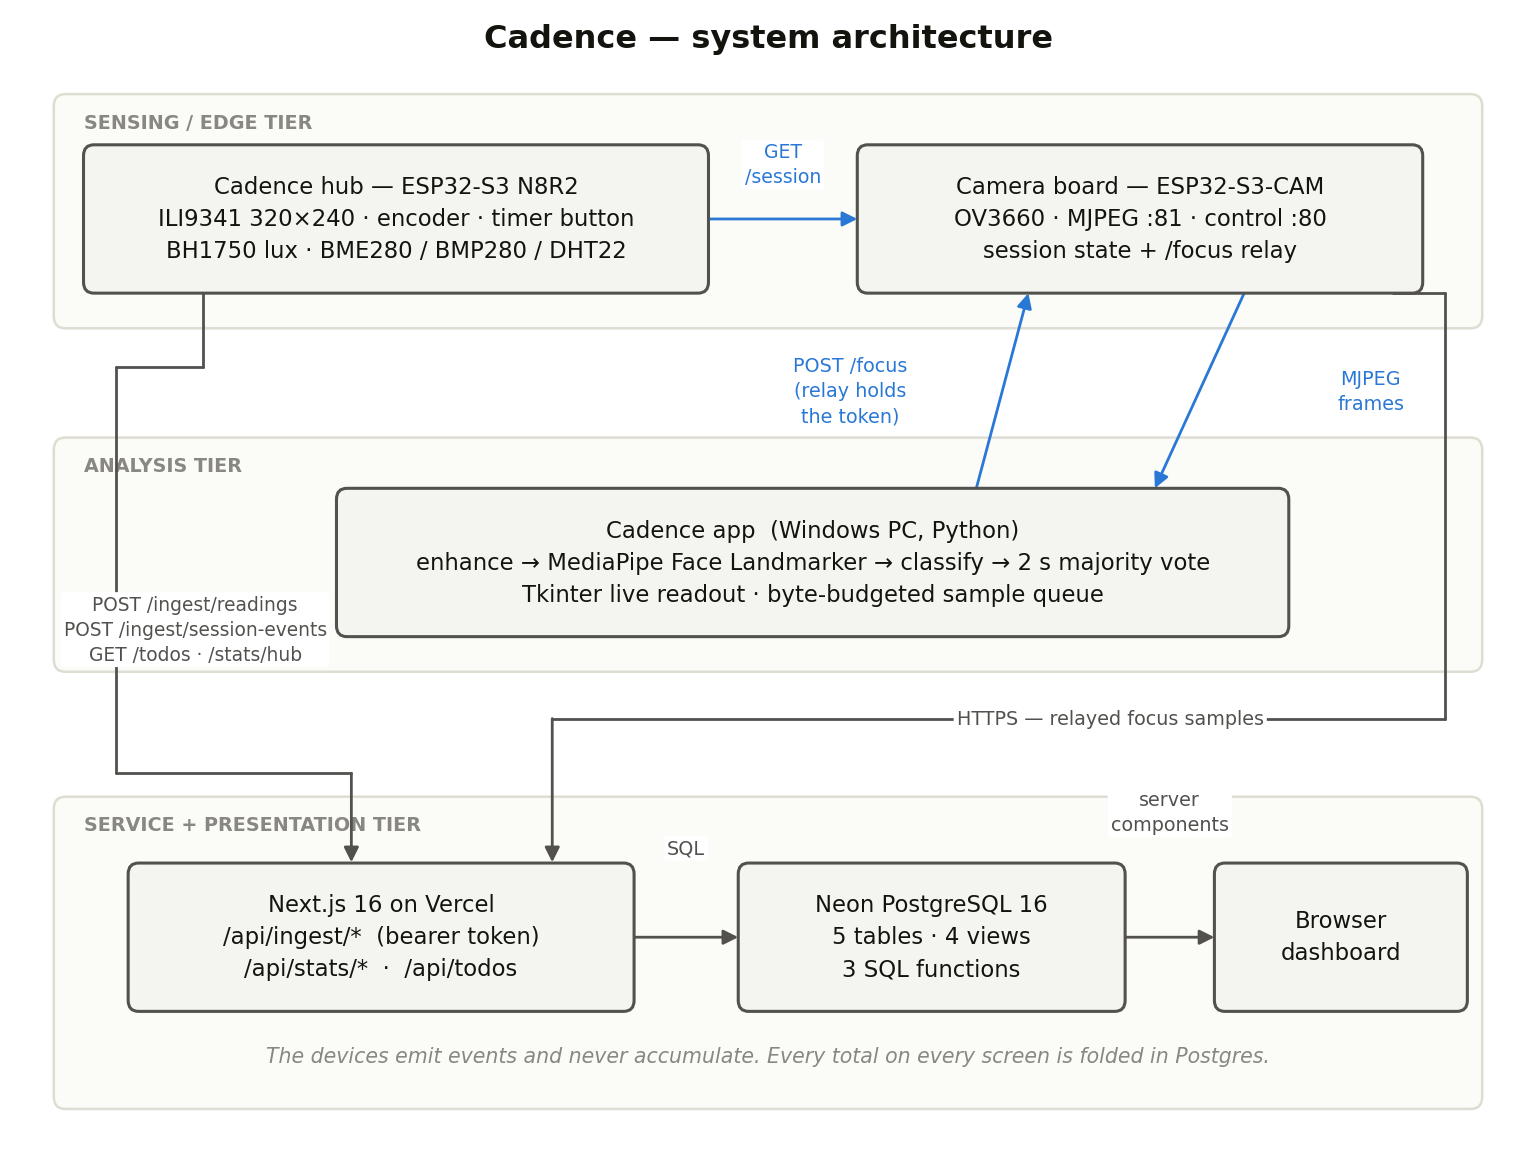 Cadence — system architecture
SENSING / EDGE TIER
Cadence hub — ESP32-S3 N8R2
ILI9341 320×240 · encoder · timer button
BH1750 lux · BME280 / BMP280 / DHT22
GET
/session
Camera board — ESP32-S3-CAM
OV3660 · MJPEG :81 · control :80
session state + /focus relay
POST /focus
(relay holds
the token)
MJPEG
frames
ANALYSIS TIER
Cadence app  (Windows PC, Python)
enhance → MediaPipe Face Landmarker → classify → 2 s majority vote
Tkinter live readout · byte-budgeted sample queue
POST /ingest/readings
POST /ingest/session-events
GET /todos · /stats/hub
HTTPS — relayed focus samples
SERVICE + PRESENTATION TIER
SQL
server
components
Next.js 16 on Vercel
/api/ingest/*  (bearer token)
/api/stats/*  ·  /api/todos
Neon PostgreSQL 16
5 tables · 4 views
3 SQL functions
Browser
dashboard
The devices emit events and never accumulate. Every total on every screen is folded in Postgres.